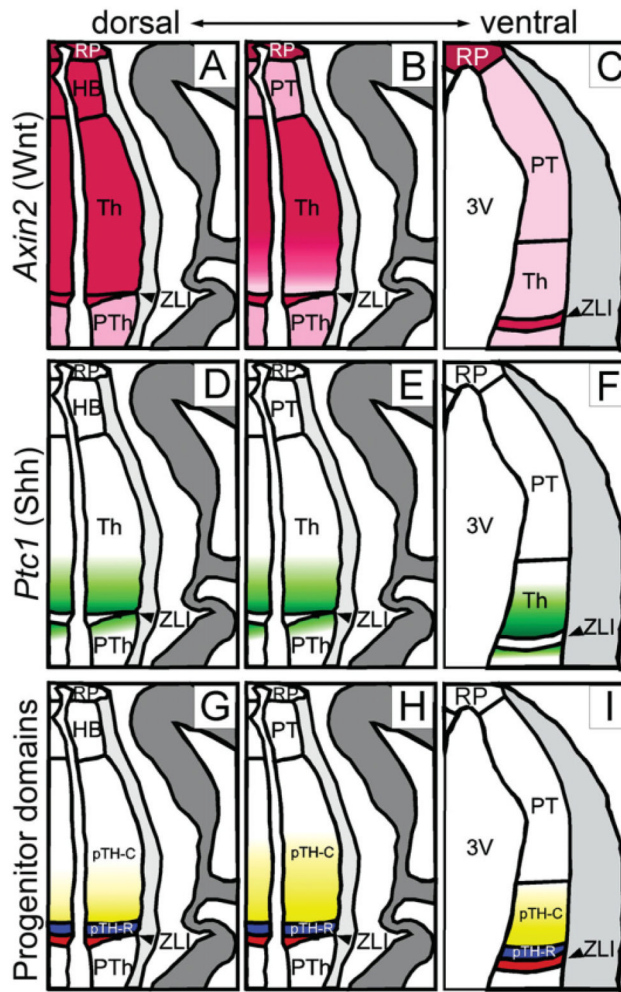 dorsal ventral
Axin2 (Wnt)
RP A
HB
Th
ZLI
PTh
RP B
PT
Th
ZLI
RP C
PT
3V
Th
ZLI
Ptc1 (Shh)
RP D
HB
Th
ZLI
PTh
RP E
PT
Th
ZLI
PTh
RP F
PT
3V
Th
ZLI
Progenitor domains
RP G
HB
pTH-C
pTH-R
ZLI
PTh
RP H
PT
pTH-C
pTH-R
ZLI
PTh
RP I
PT
3V
pTH-C
pTH-R
ZLI